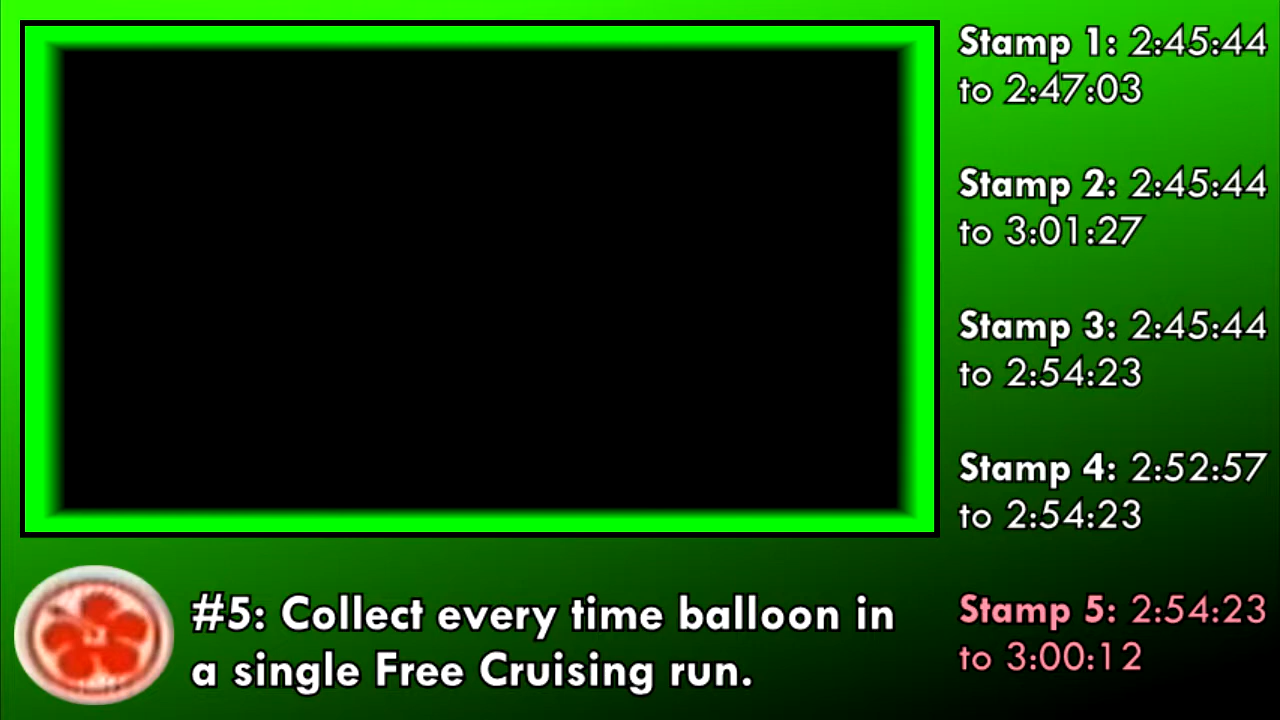 Stamp 1: 2:45:44
to 2:47:03
Stamp 2: 2:45:44
to 3:01:27
Stamp 3: 2:45:44
to 2:54:23
Stamp 4: 2:52:57
to 2:54:23
Stamp 5: 2:54:23
to 3:00:12
#5: Collect every time balloon in
a single Free Cruising run.